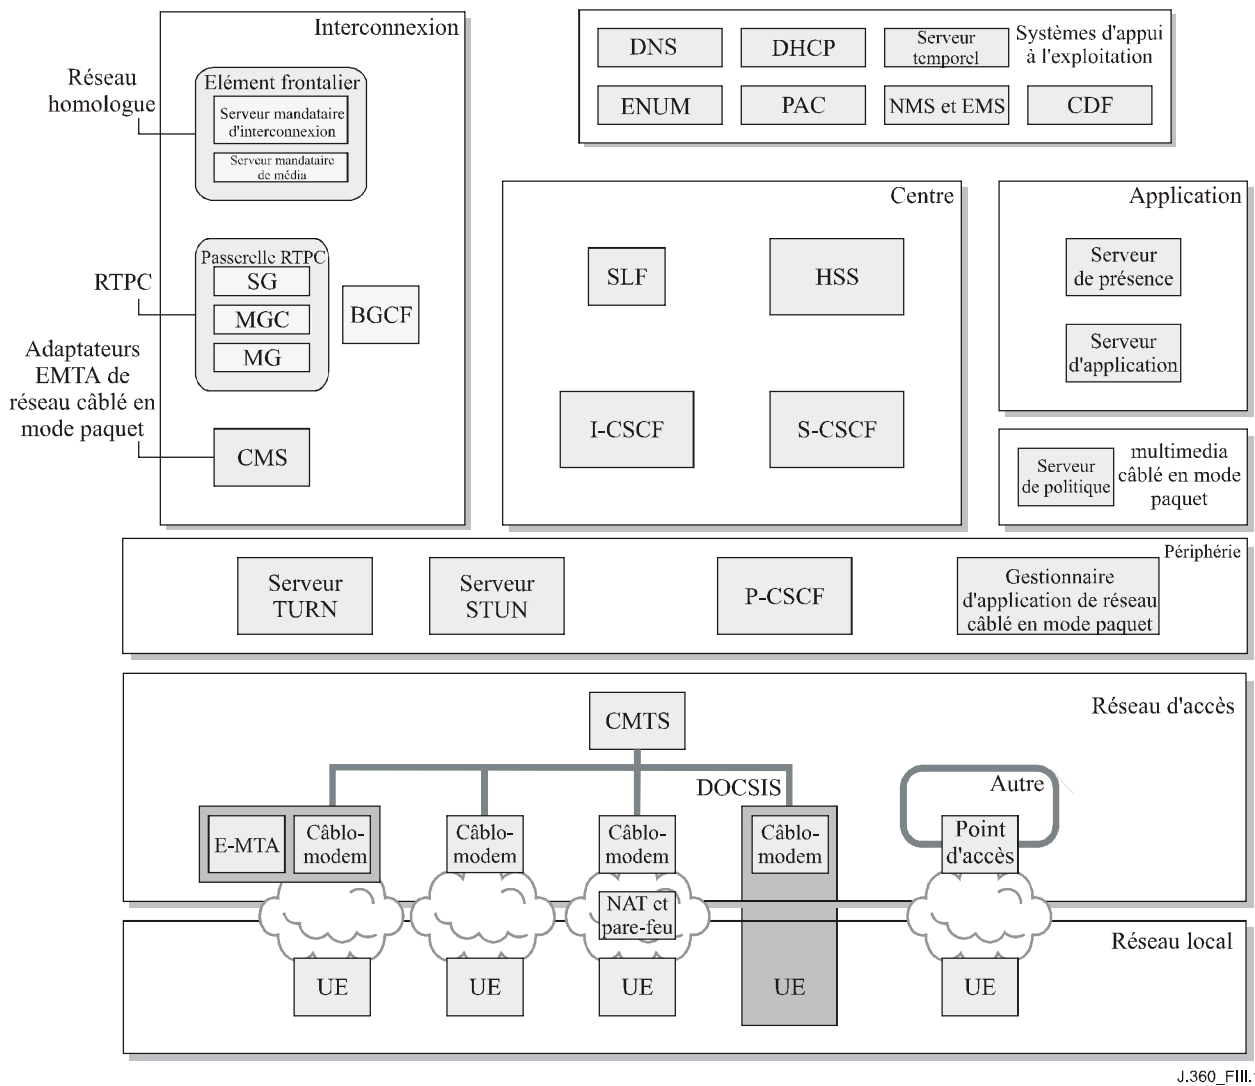 Interconnexion
Réseau
homologue
Elément frontalier
Serveur mandataire
d'interconnexion
Serveur mandataire
de média
RTPC
Passerelle RTPC
SG
MGC
MG
BGCF
Adaptateurs
EMTA de
réseau câblé en
mode paquet
CMS
DNS
DHCP
Serveur
temporel
Systèmes d'appui
à l'exploitation
ENUM
PAC
NMS et EMS
CDF
Centre
SLF
HSS
I-CSCF
S-CSCF
Application
Serveur
de présence
Serveur
d'application
Serveur
de politique
multimedia
câblé en mode
paquet
Périphérie
Serveur
TURN
Serveur
STUN
P-CSCF
Gestionnaire
d'application de réseau
câblé en mode paquet
Réseau d'accès
CMTS
DOCSIS
Autre
E-MTA
Câblo-
modem
Câblo-
modem
Câblo-
modem
Câblo-
modem
Point
d'accès
NAT et
pare-feu
Réseau local
UE
UE
UE
UE
UE
J.360_FIII.